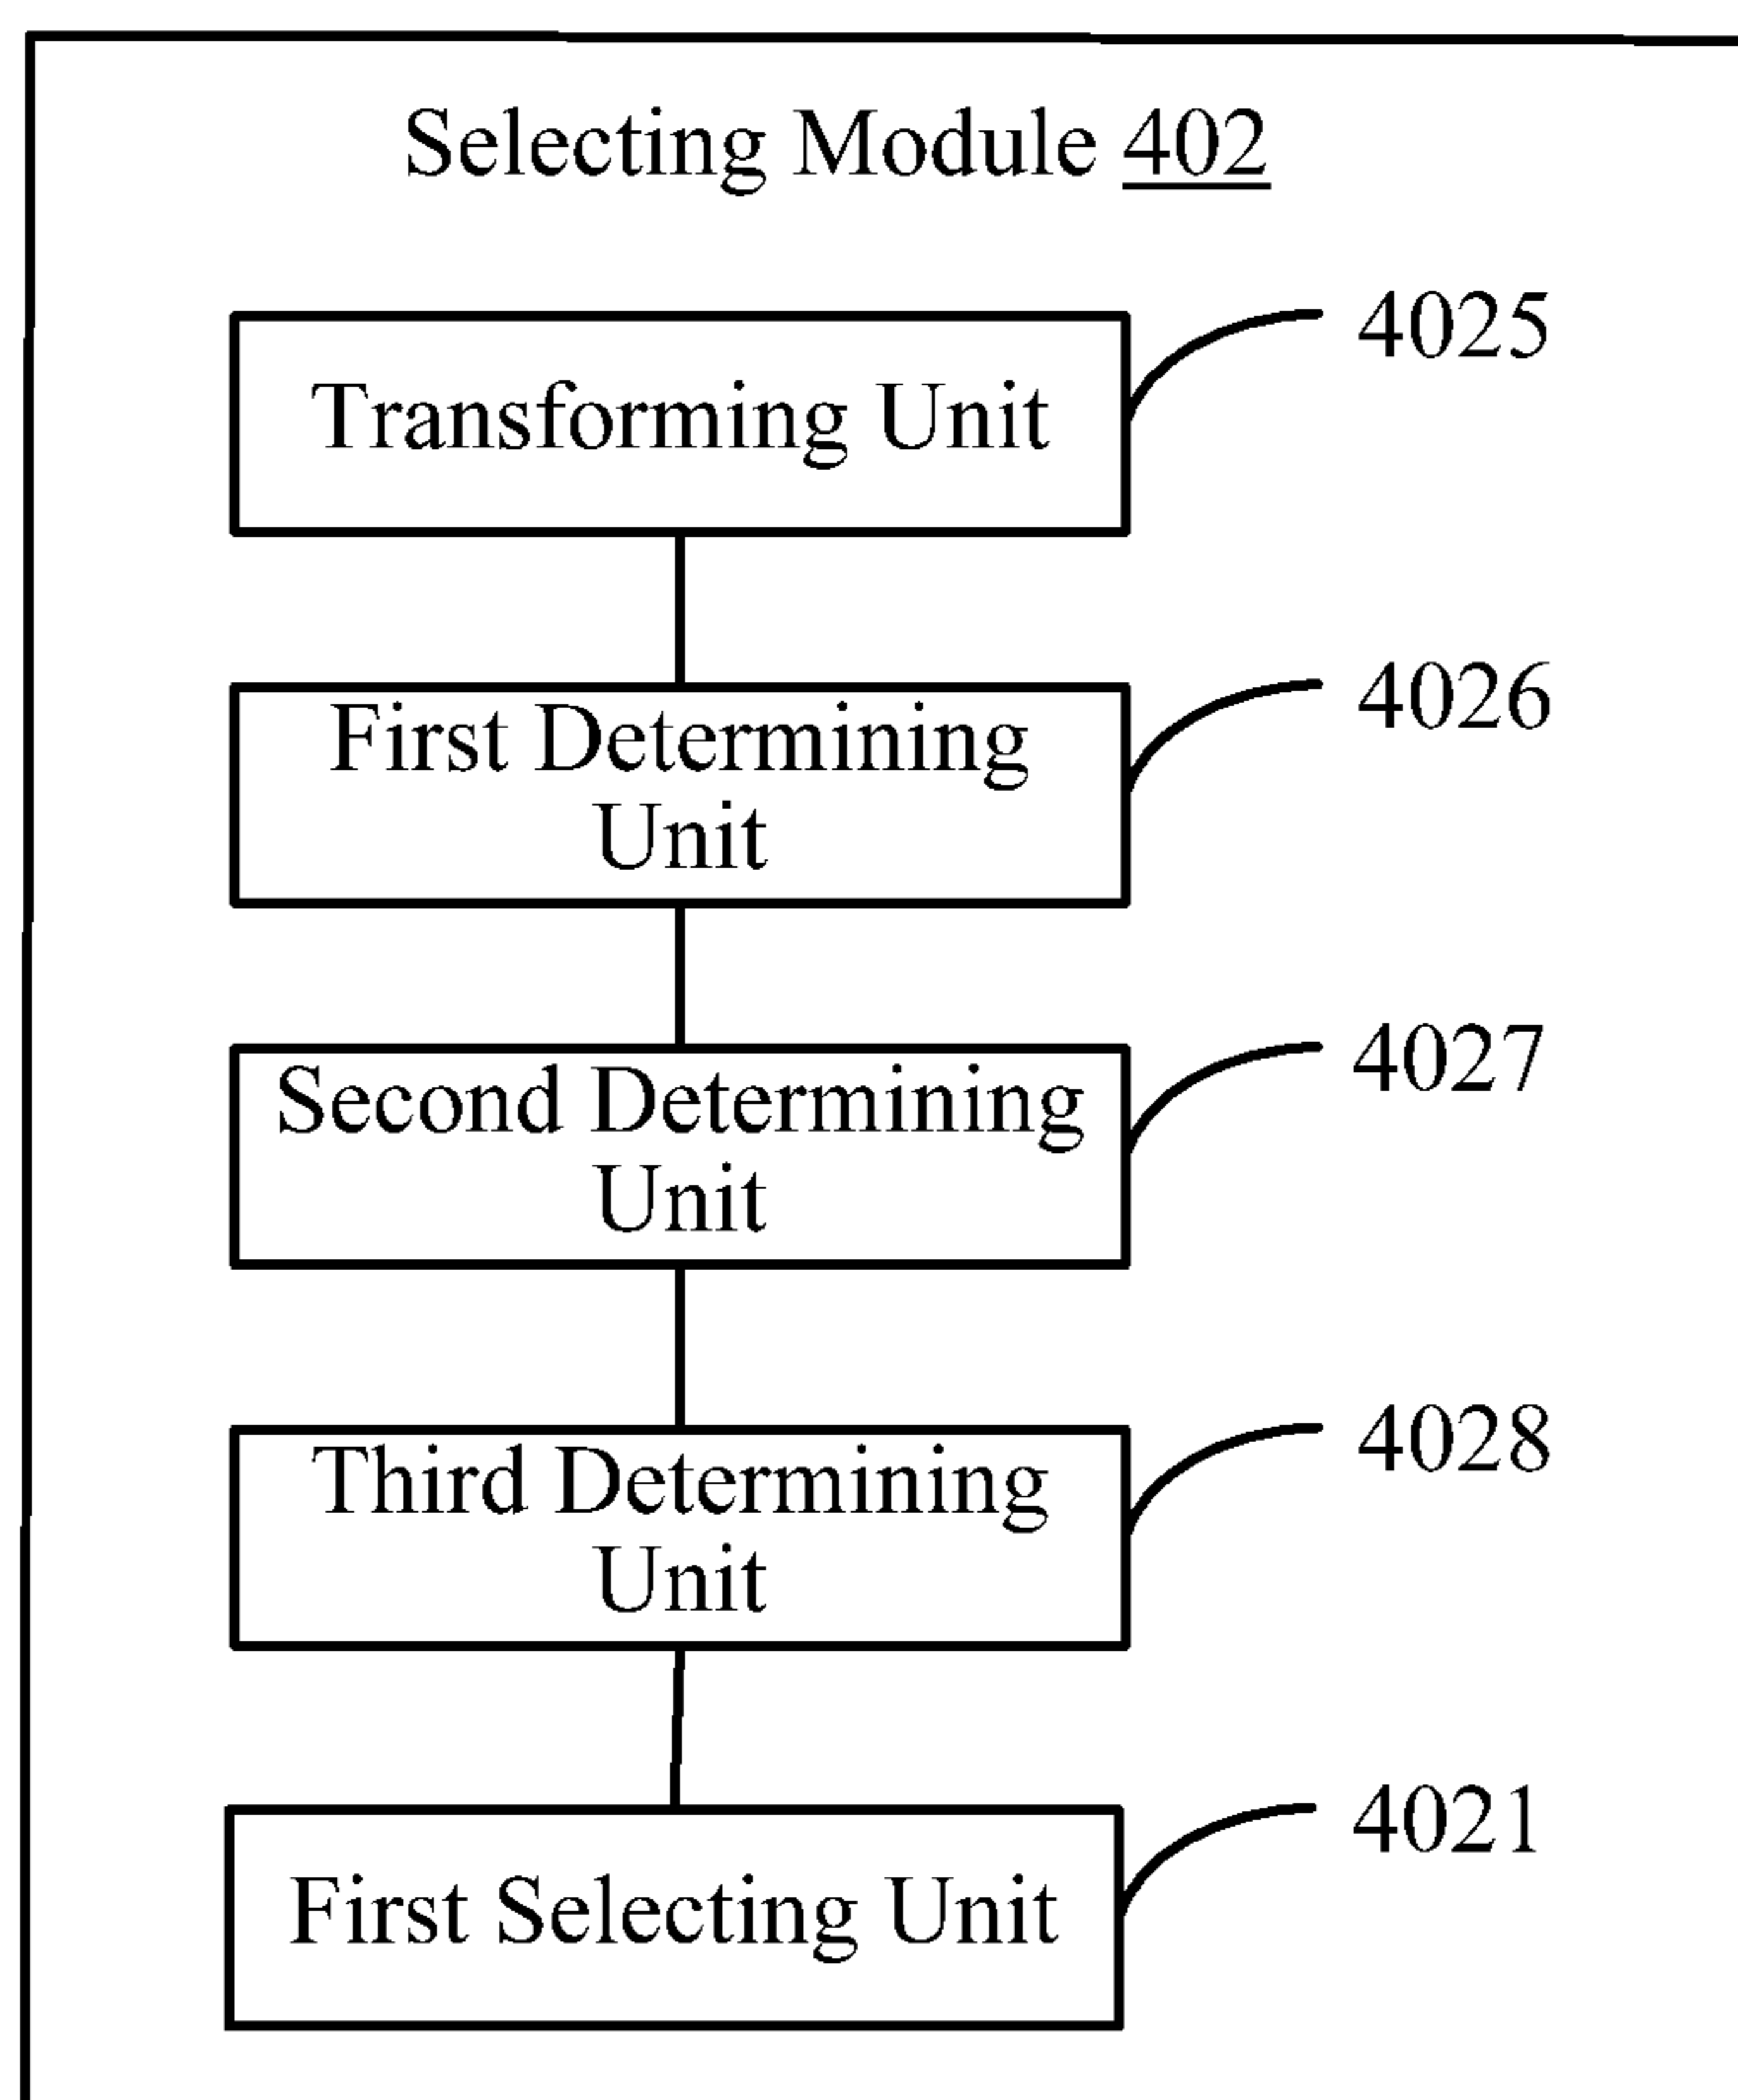 Selecting Module 402
Transforming Unit
4025
First Determining
Unit
4026
Second Determining
Unit
4027
Third Determining
Unit
4028
First Selecting Unit
4021